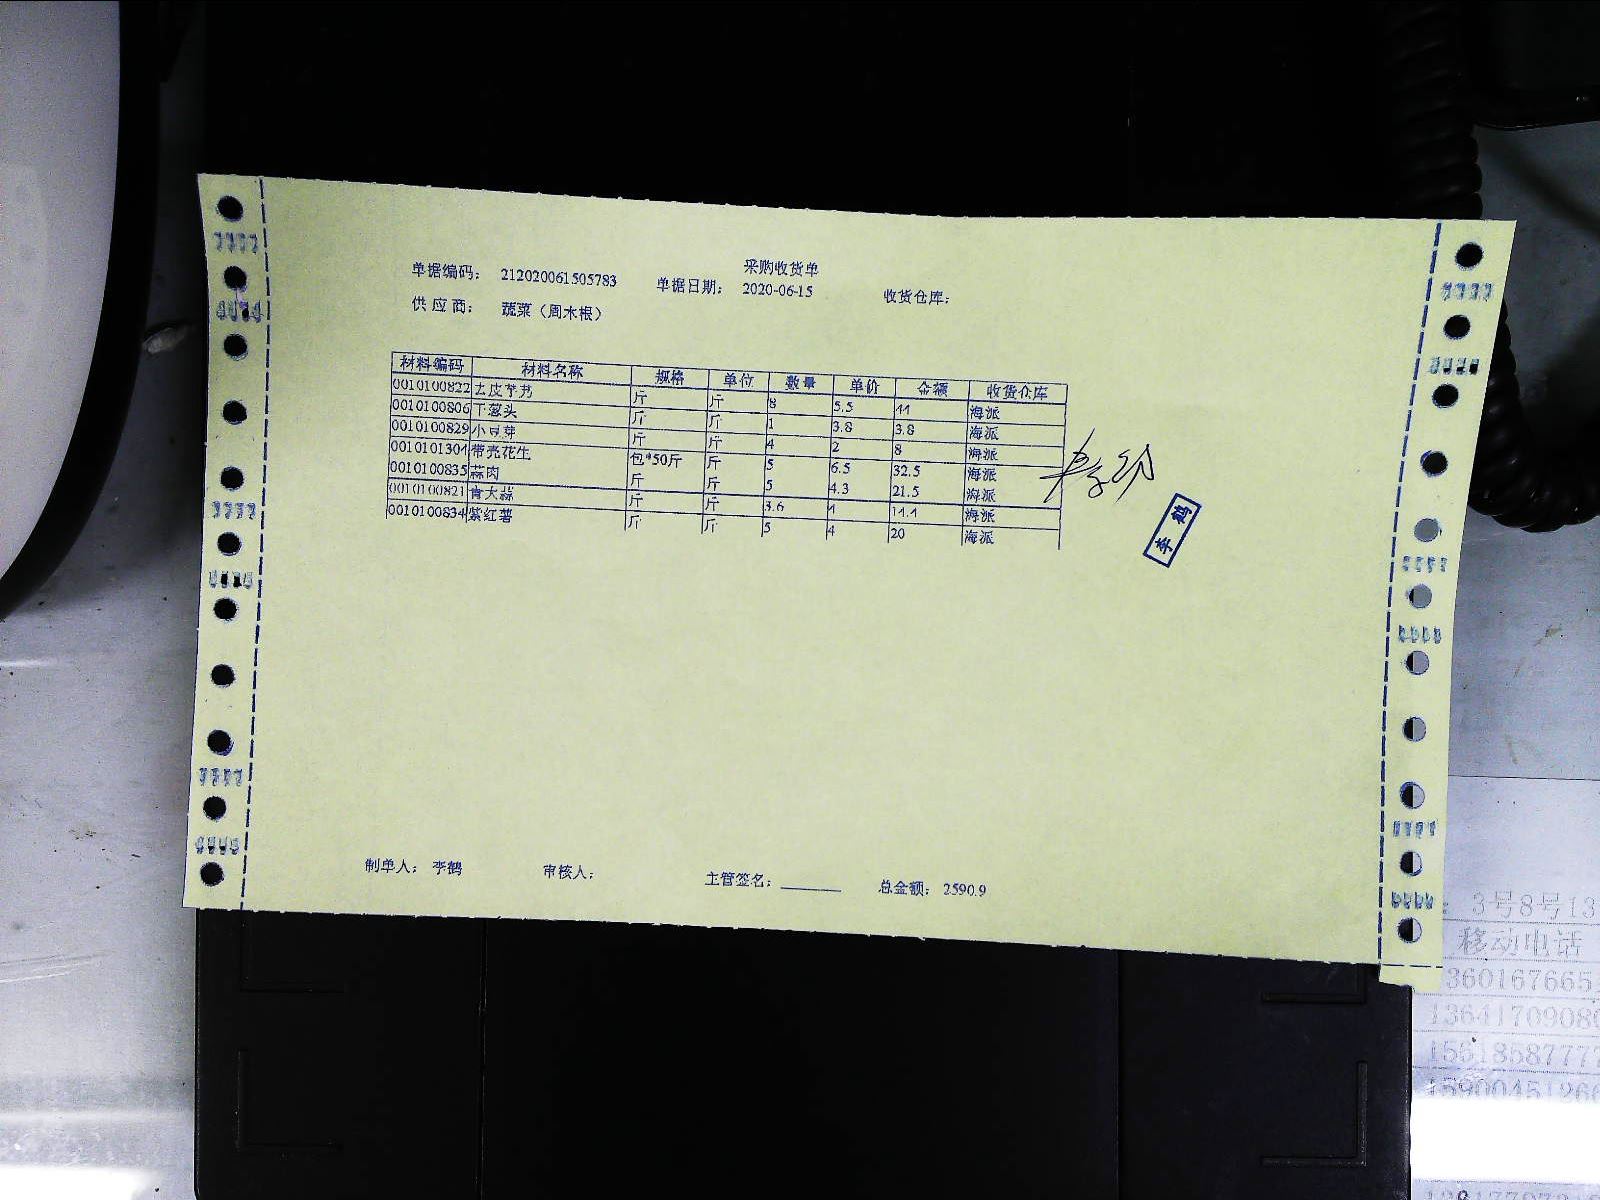 采购收货单
单据编码: 212020061505783 单据日期: 2020-06-15 收货仓库:
供 应 商: 蔬菜（周水根）
材料编码 材料名称 规格 单位 数量 单价 金额 收货仓库
0010100822 去皮芋艿 斤 斤 8 5.5 44 海派
0010100806 干葱头 斤 斤 1 3.8 3.8 海派
0010100829 小豆芽 斤 斤 4 2 8 海派
0010101304 带壳花生 包*50斤 斤 5 6.5 32.5 海派
0010100835 蒜肉 斤 斤 5 4.3 21.5 海派
0010100821 青大蒜 斤 斤 3.6 4 14.4 海派
0010100834 紫红薯 斤 斤 5 4 20 海派
李鹤
制单人: 李鹤 审核人: 主管签名: 总金额: 2590.9
3号8号13
移动电话
1364170908
1561858777